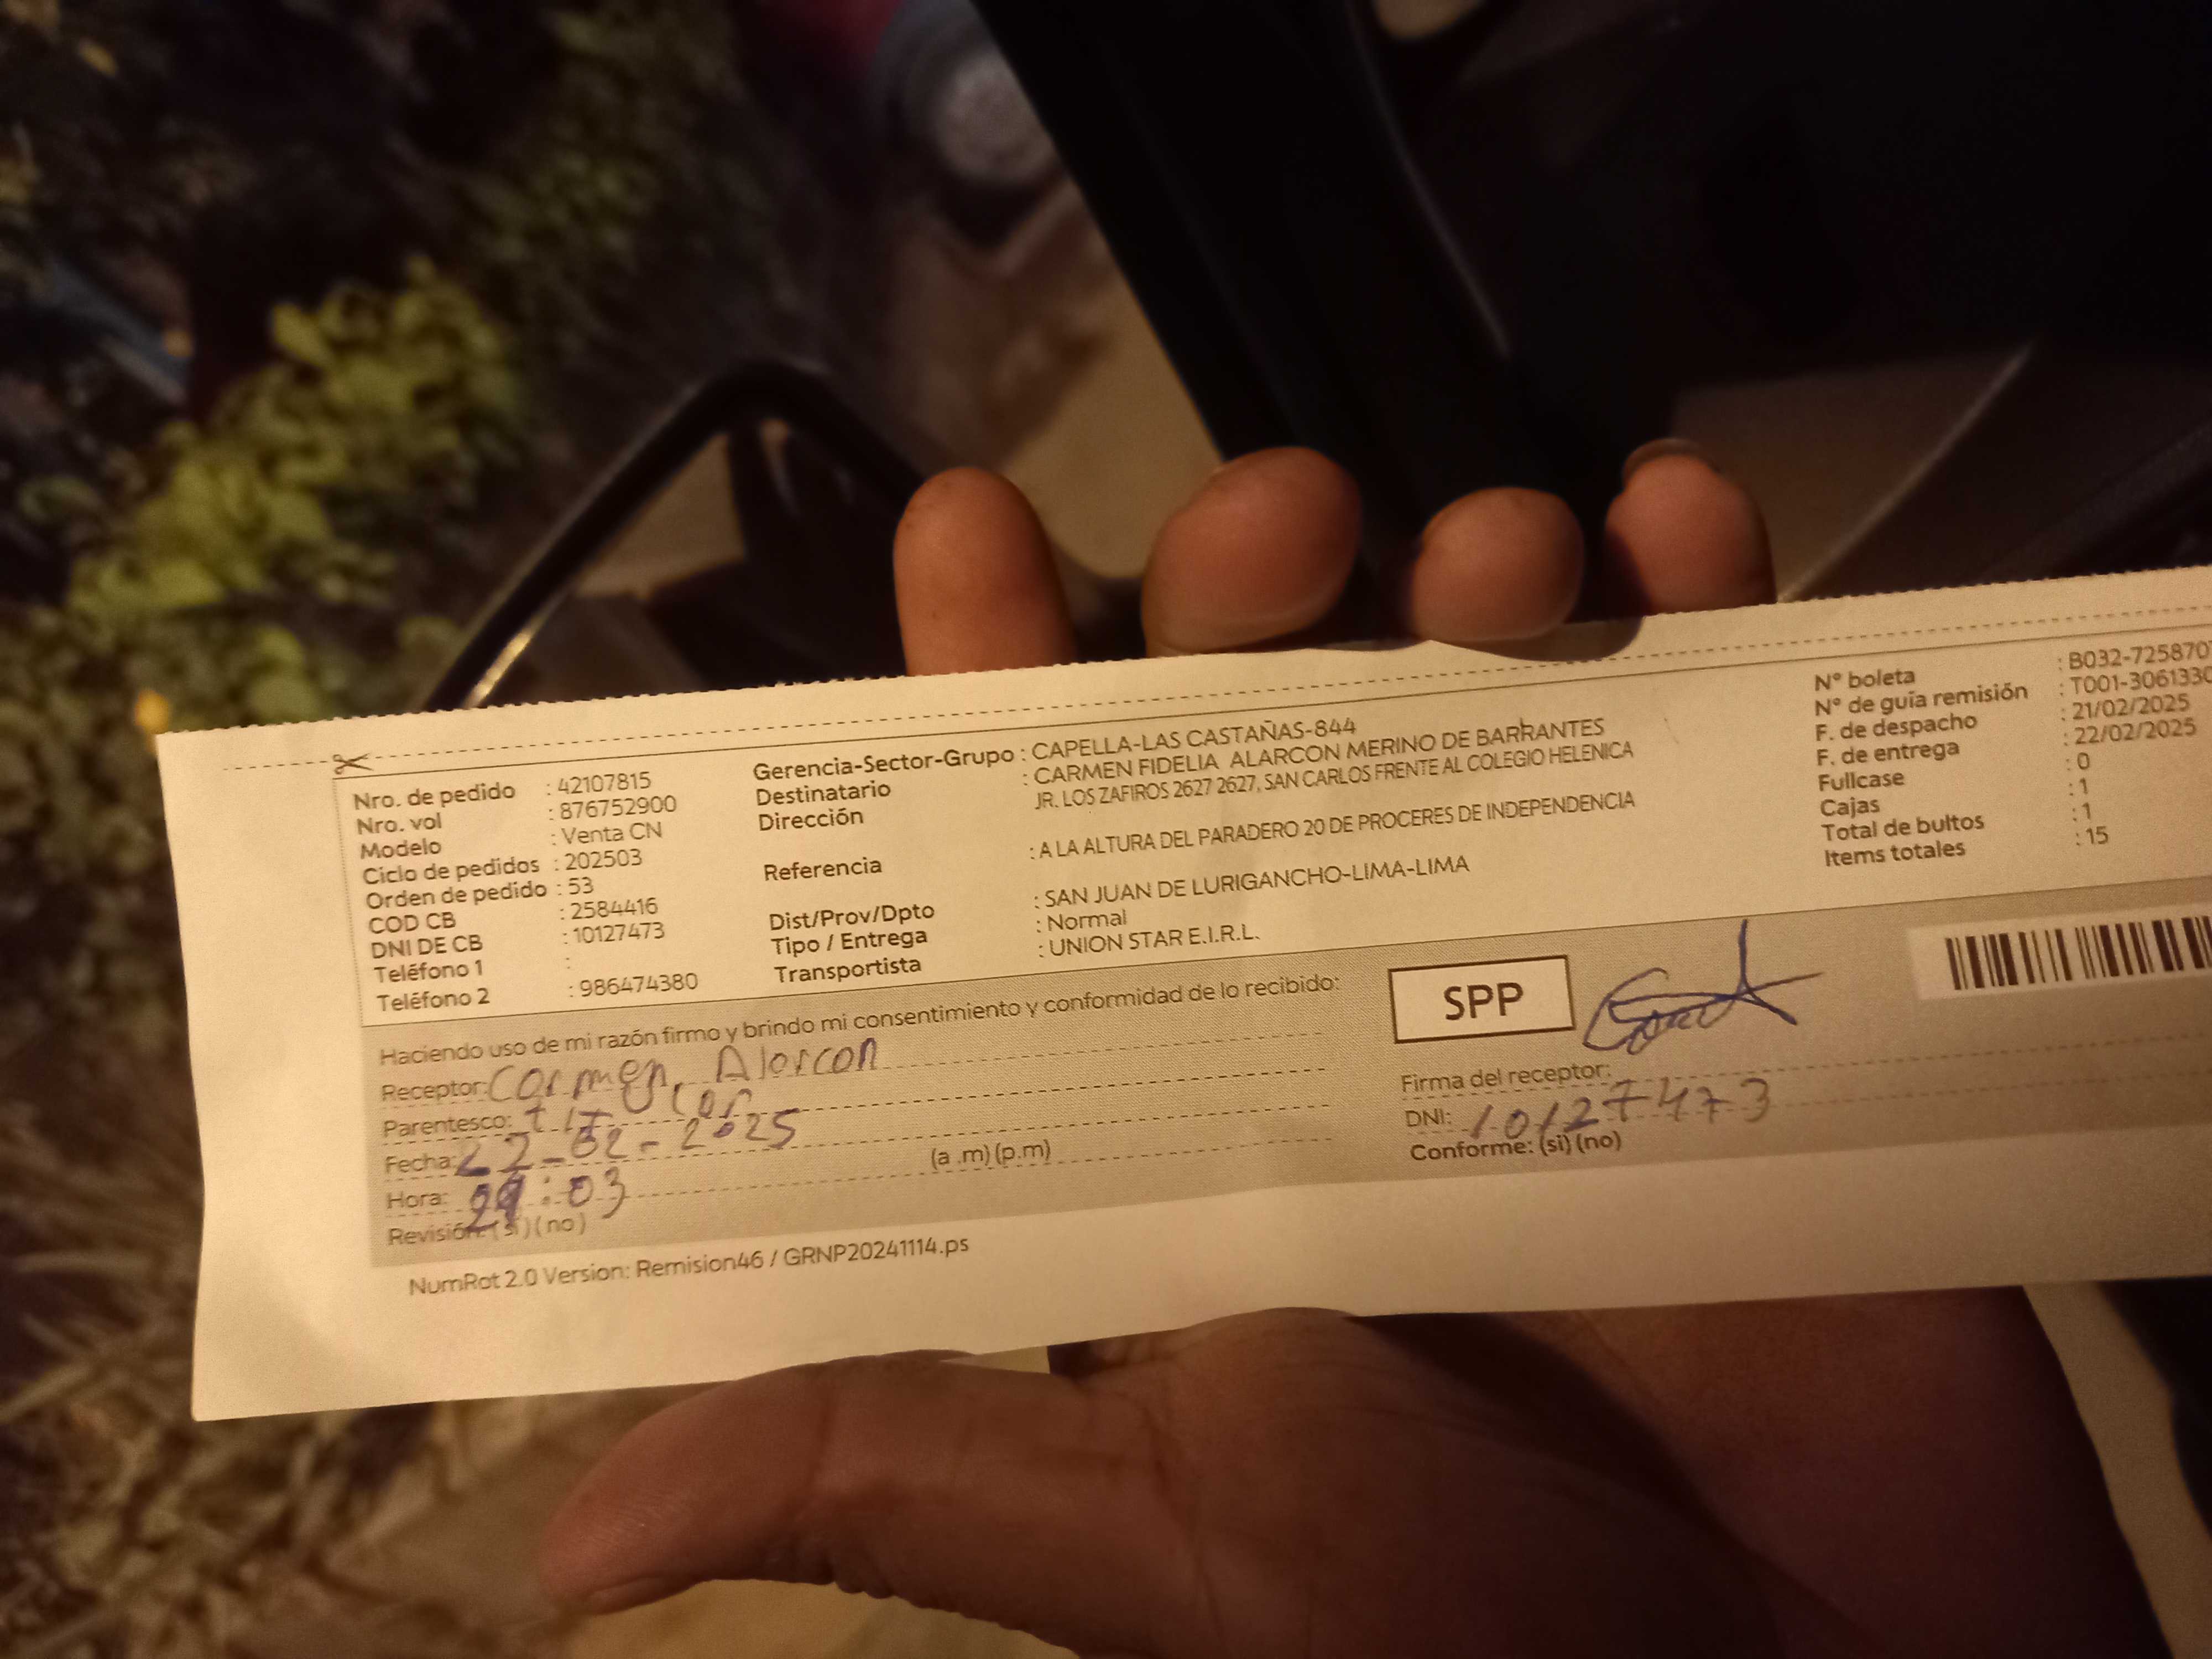 Nro. de pedido : 42107815
Nro. vol : 876752900
Modelo : Venta CN
Ciclo de pedidos : 202503
Orden de pedido : 53
COD CB : 2584416
DNI DE CB : 10127473
Teléfono 1 :
Teléfono 2 : 986474380
Gerencia-Sector-Grupo : CAPELLA-LAS CASTAÑAS-844
Destinatario : CARMEN FIDELIA ALARCON MERINO DE BARRANTES
Dirección JR. LOS ZAFIROS 2627 2627, SAN CARLOS FRENTE AL COLEGIO HELENICA
Referencia : A LA ALTURA DEL PARADERO 20 DE PROCERES DE INDEPENDENCIA
Dist/Prov/Dpto : SAN JUAN DE LURIGANCHO-LIMA-LIMA
Tipo / Entrega : Normal
Transportista : UNION STAR E.I.R.L.
N° boleta : B032-725870
N° de guía remisión : T001-3061330
F. de despacho : 21/02/2025
F. de entrega : 22/02/2025
Fullcase : 0
Cajas : 1
Total de bultos : 1
Items totales : 15
Haciendo uso de mi razón firmo y brindo mi consentimiento y conformidad de lo recibido:
Receptor: Carmen, Alarcon
Parentesco:
Fecha: 22-02-2025
Hora: :03 (a .m) (p.m)
Revisión: (si) (no)
SPP
Firma del receptor:
DNI: 10127473
Conforme: (si) (no)
NumRot 2.0 Version: Remision46 / GRNP20241114.ps